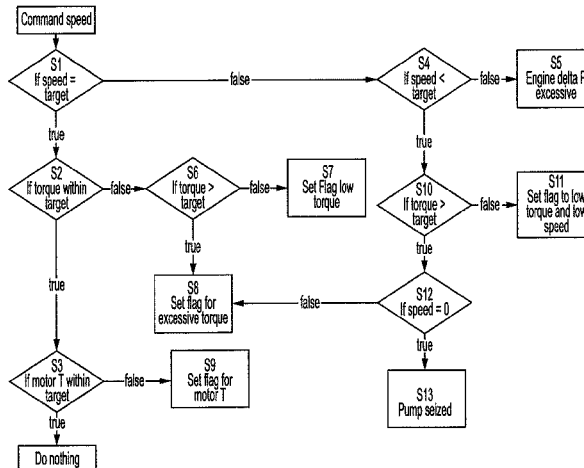 Command speed
S1
If speed =
target
false
S4
If speed <
target
false
S5
Engine delta P
excessive
true
true
S2
If torque within
target
false
S6
If torque >
target
false
S7
Set Flag low
torque
S10
If torque >
target
false
S11
Set flag to low
torque and low
speed
true
true
true
S8
Set flag for
excessive torque
false
S12
If speed = 0
true
S3
If motor T within
target
false
S9
Set flag for
motor T
S13
Pump seized
true
Do nothing